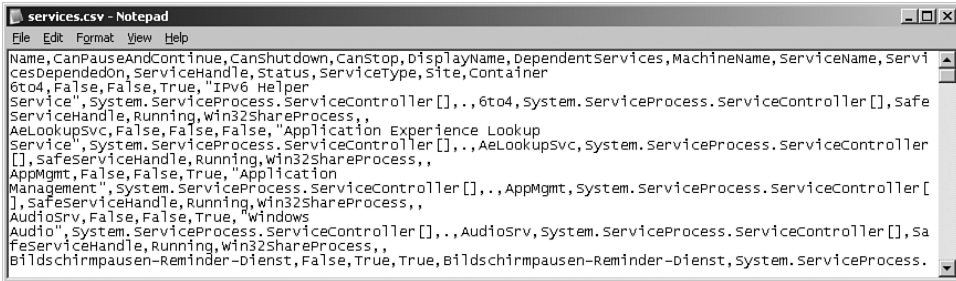 services.csv - Notepad
File Edit Format View Help
Name,CanPauseAndContinue,CanShutdown,CanStop,DisplayName,DependentServices,MachineName,ServiceName,Servi
cesDependedOn,ServiceHandle,Status,ServiceType,Site,Container
6to4,False,False,True,"IPv6 Helper
Service",System.ServiceProcess.ServiceController[],.,6to4,System.ServiceProcess.ServiceController[],Safe
ServiceHandle,Running,Win32ShareProcess,,
AeLookupSvc,False,False,False,"Application Experience Lookup
Service",System.ServiceProcess.ServiceController[],.,AeLookupSvc,System.ServiceProcess.ServiceController
[],SafeServiceHandle,Running,Win32ShareProcess,,
AppMgmt,False,False,True,"Application
Management",System.ServiceProcess.ServiceController[],.,AppMgmt,System.ServiceProcess.ServiceController[
],SafeServiceHandle,Running,Win32ShareProcess,,
AudioSrv,False,False,True,"Windows
Audio",System.ServiceProcess.ServiceController[],.,AudioSrv,System.ServiceProcess.ServiceController[],Sa
feServiceHandle,Running,Win32ShareProcess,,
Bildschirmpausen-Reminder-Dienst,False,True,True,Bildschirmpausen-Reminder-Dienst,System.ServiceProcess.